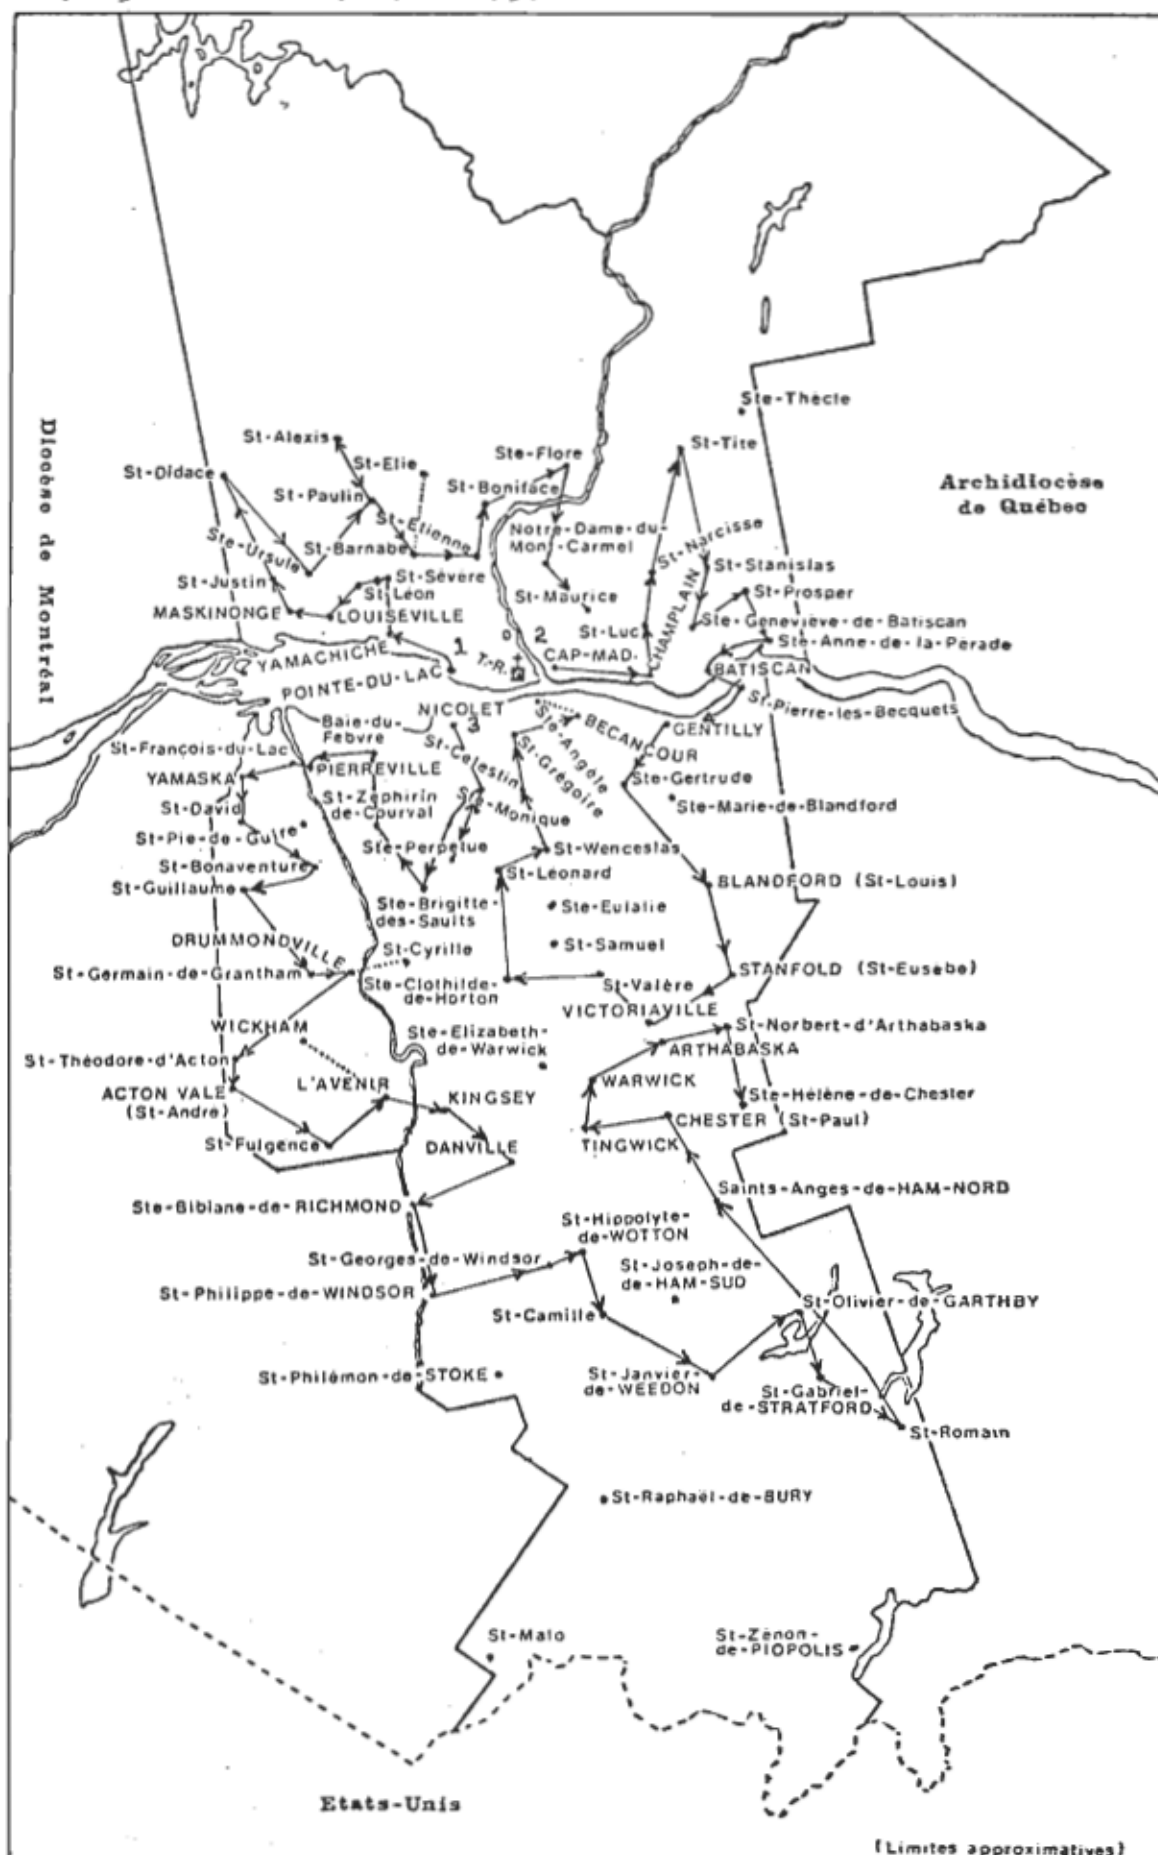 Ste-Thècle
St-Tite
St-Alexis
St-Elie
Ste-Flore
St-Didace
St-Paulin
St-Boniface
Archidiocèse
de Québec
Diocèse de Montréal
St-Etienne
Notre-Dame-du-
Mont-Carmel
St-Narcisse
Ste-Ursule
St-Barnabé
St-Stanislas
St-Justin
St-Sévère
St-Léon
St-Prosper
MASKINONGE
LOUISEVILLE
St-Maurice
Ste-Geneviève-de-Batiscan
St-Luc
CHAMPLAIN
Ste-Anne-de-la-Pérade
YAMACHICHE
1
T.-R.
2
CAP-MAD.
BATISCAN
POINTE-DU-LAC
St-Pierre-les-Becquets
NICOLET
3
Baie-du-
Febvre
Ste-Angèle
BECANCOUR
GENTILLY
St-François-du-Lac
St-Célestin
St-Grégoire
YAMASKA
PIERREVILLE
Ste-Gertrude
St-David
St-Zéphirin
de-Courval
Ste-Monique
Ste-Marie-de-Blandford
St-Pie-de-Guire
Ste-Perpétue
St-Wenceslas
St-Bonaventure
St-Léonard
St-Guillaume
BLANDFORD (St-Louis)
Ste-Brigitte-
des-Saults
Ste-Eulalie
DRUMMONDVILLE
St-Cyrille
St-Samuel
St-Germain-de-Grantham
Ste-Clothilde-
de-Horton
St-Valère
STANFOLD (St-Eusèbe)
VICTORIAVILLE
WICKHAM
Ste-Elizabeth-
de-Warwick
St-Norbert-d'Arthabaska
ARTHABASKA
St-Théodore-d'Acton
ACTON VALE
(St-André)
L'AVENIR
KINGSEY
WARWICK
Ste-Hélène-de-Chester
CHESTER (St-Paul)
St-Fulgence
DANVILLE
TINGWICK
Ste-Bibiane-de-RICHMOND
Saints-Anges-de-HAM-NORD
St-Hippolyte-
de-WOTTON
St-Georges-de-Windsor
St-Joseph-de-
de-HAM-SUD
St-Philippe-de-WINDSOR
St-Olivier-de-GARTHBY
St-Camille
St-Philémon-de-STOKE
St-Janvier-
de-WEEDON
St-Gabriel-
de-STRATFORD
St-Romain
St-Raphaël-de-BURY
St-Malo
St-Zénon-
de-PIOPOLIS
Etats-Unis
(Limites approximatives)